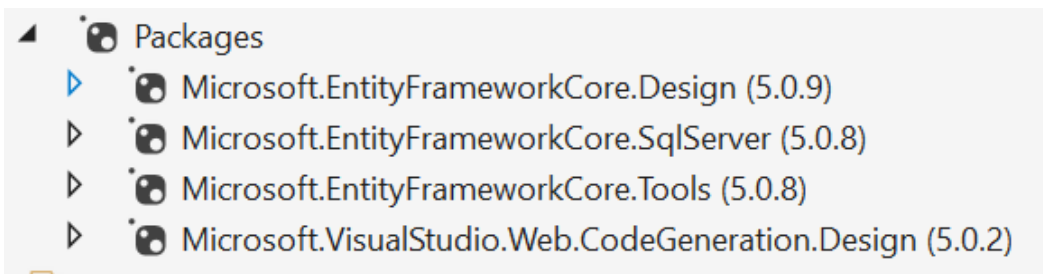 Packages
Microsoft.EntityFrameworkCore.Design (5.0.9)
Microsoft.EntityFrameworkCore.SqlServer (5.0.8)
Microsoft.EntityFrameworkCore.Tools (5.0.8)
Microsoft.VisualStudio.Web.CodeGeneration.Design (5.0.2)